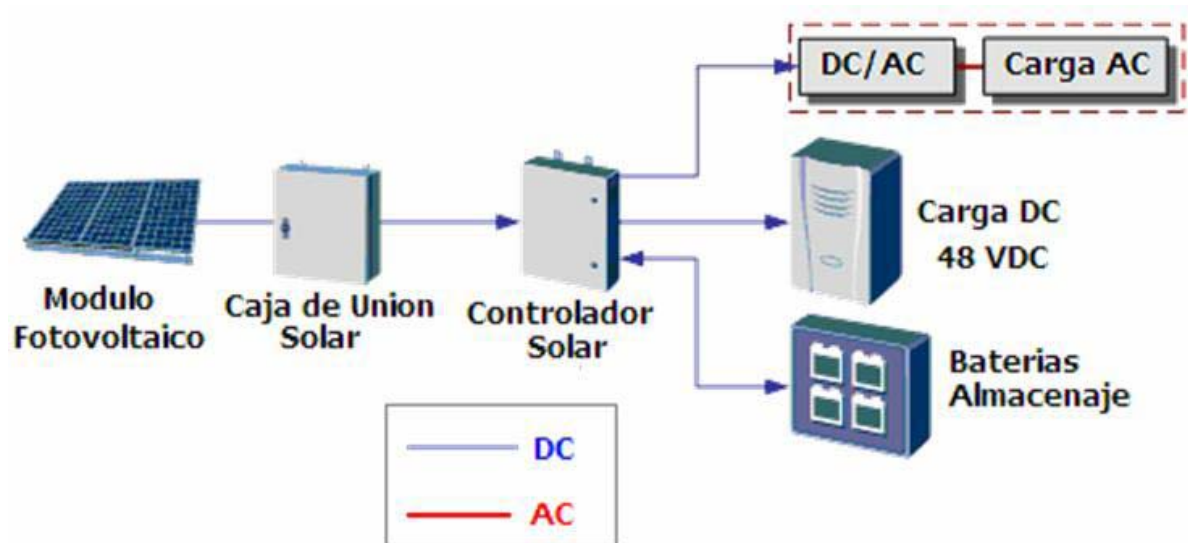 DC/AC
Carga AC
Modulo
Fotovoltaico
Caja de Union
Solar
Controlador
Solar
Carga DC
48 VDC
Baterias
Almacenaje
DC
AC